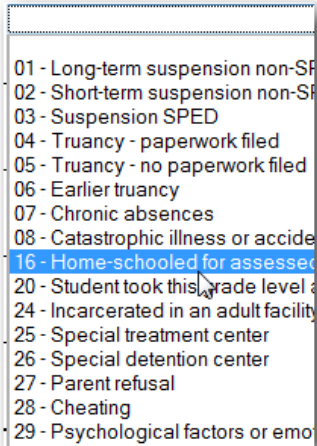 01 - Long-term suspension non-SP
02 - Short-term suspension non-SP
03 - Suspension SPED
04 - Truancy - paperwork filed
05 - Truancy - no paperwork filed
06 - Earlier truancy
07 - Chronic absences
08 - Catastrophic illness or accide
16 - Home-schooled for assessed
20 - Student took this grade level a
24 - Incarcerated in an adult facility
25 - Special treatment center
26 - Special detention center
27 - Parent refusal
28 - Cheating
29 - Psychological factors or emo